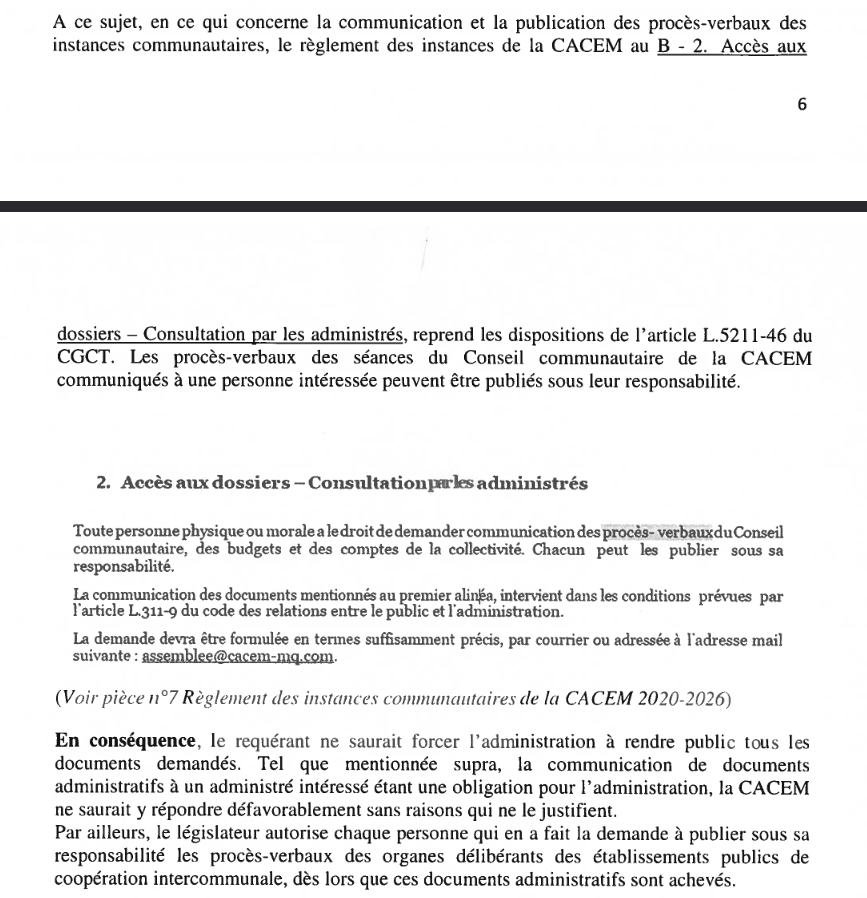 A ce sujet, en ce qui concerne la communication et la publication des procès-verbaux des
instances communautaires, le règlement des instances de la CACEM au B - 2. Accès aux
6
dossiers – Consultation par les administrés, reprend les dispositions de l'article L.5211-46 du
CGCT. Les procès-verbaux des séances du Conseil communautaire de la CACEM
communiqués à une personne intéressée peuvent être publiés sous leur responsabilité.
2. Accès aux dossiers – Consultation par les administrés
Toute personne physique ou morale a le droit de demander communication des procès- verbaux du Conseil
communautaire, des budgets et des comptes de la collectivité. Chacun peut les publier sous sa
responsabilité.
La communication des documents mentionnés au premier alinéa, intervient dans les conditions prévues par
l'article L.311-9 du code des relations entre le public et l'administration.
La demande devra être formulée en termes suffisamment précis, par courrier ou adressée à l'adresse mail
suivante : assemblee@cacem-mq.com.
(Voir pièce n°7 Règlement des instances communautaires de la CACEM 2020-2026)
En conséquence, le requérant ne saurait forcer l'administration à rendre public tous les
documents demandés. Tel que mentionnée supra, la communication de documents
administratifs à un administré intéressé étant une obligation pour l'administration, la CACEM
ne saurait y répondre défavorablement sans raisons qui ne le justifient.
Par ailleurs, le législateur autorise chaque personne qui en a fait la demande à publier sous sa
responsabilité les procès-verbaux des organes délibérants des établissements publics de
coopération intercommunale, dès lors que ces documents administratifs sont achevés.